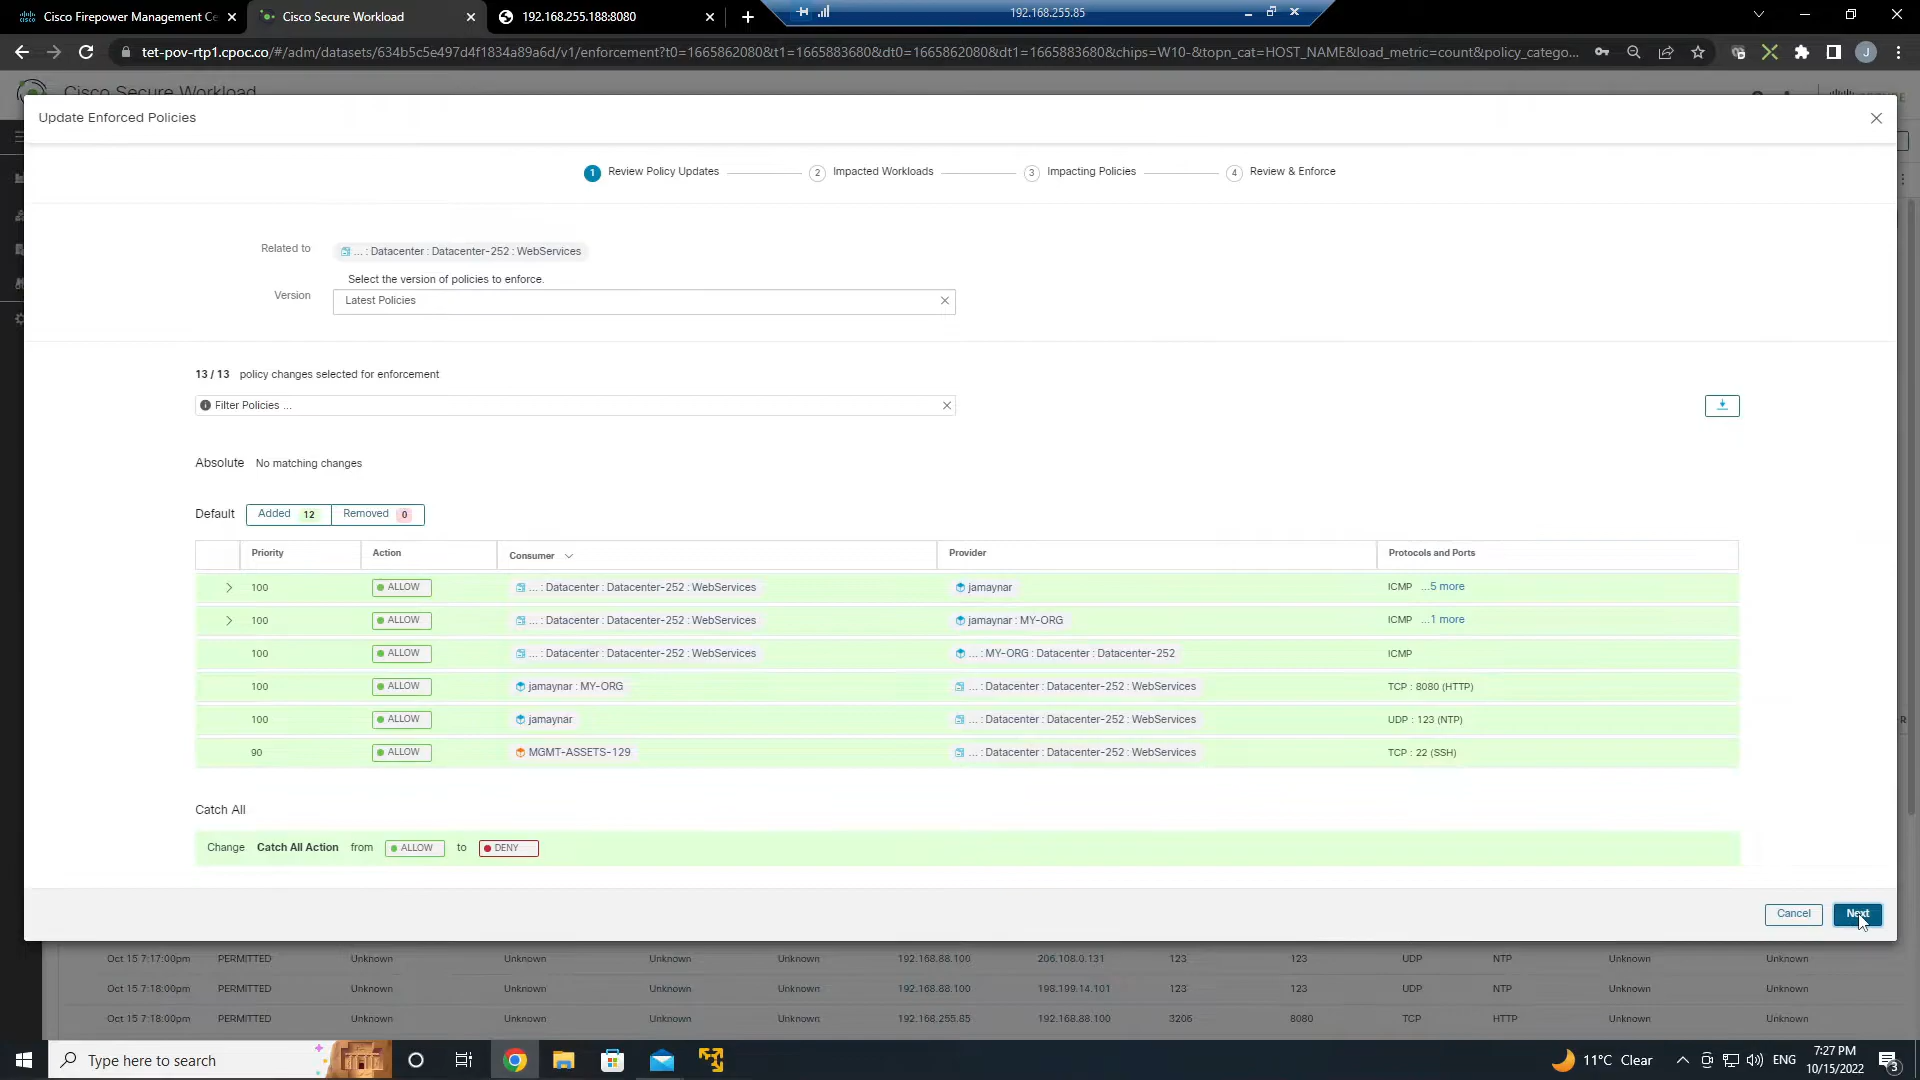 Cisco Firepower Management Ce
Cisco Secure Workload
192.168.255.188:8080
192.168.255.85
tet-pov-rtp1.cpoc.co/#/adm/datasets/634b5c5e497d4f1834a89a6d/v1/enforcement?t0=1665862080&t1=1665883680&dt0=1665862080&dt1=1665883680&chips=W10-&topn_cat=HOST_NAME&load_metric=count&policy_catego...
J
Cisco Secure Workload
Update Enforced Policies
1 Review Policy Updates 2 Impacted Workloads 3 Impacting Policies 4 Review & Enforce
Related to ... : Datacenter : Datacenter-252 : WebServices
Select the version of policies to enforce.
Version Latest Policies
13 / 13 policy changes selected for enforcement
Filter Policies ...
Absolute No matching changes
Default Added 12 Removed 0
Priority Action Consumer Provider Protocols and Ports
100 ALLOW ... : Datacenter : Datacenter-252 : WebServices jamaynar ICMP ...5 more
100 ALLOW ... : Datacenter : Datacenter-252 : WebServices jamaynar : MY-ORG ICMP ...1 more
100 ALLOW ... : Datacenter : Datacenter-252 : WebServices ... : MY-ORG : Datacenter : Datacenter-252 ICMP
100 ALLOW jamaynar : MY-ORG ... : Datacenter : Datacenter-252 : WebServices TCP : 8080 (HTTP)
100 ALLOW jamaynar ... : Datacenter : Datacenter-252 : WebServices UDP : 123 (NTP)
90 ALLOW MGMT-ASSETS-129 ... : Datacenter : Datacenter-252 : WebServices TCP : 22 (SSH)
Catch All
Change Catch All Action from ALLOW to DENY
Cancel Next
Oct 15 7:17:00pm PERMITTED Unknown Unknown Unknown Unknown 192.168.88.100 206.108.0.131 123 123 UDP NTP Unknown Unknown
Oct 15 7:18:00pm PERMITTED Unknown Unknown Unknown Unknown 192.168.88.100 198.199.14.101 123 123 UDP NTP Unknown Unknown
Oct 15 7:18:00pm PERMITTED Unknown Unknown Unknown Unknown 192.168.255.85 192.168.88.100 3206 8080 TCP HTTP Unknown Unknown
Type here to search
11°C Clear
ENG
7:27 PM
10/15/2022
3